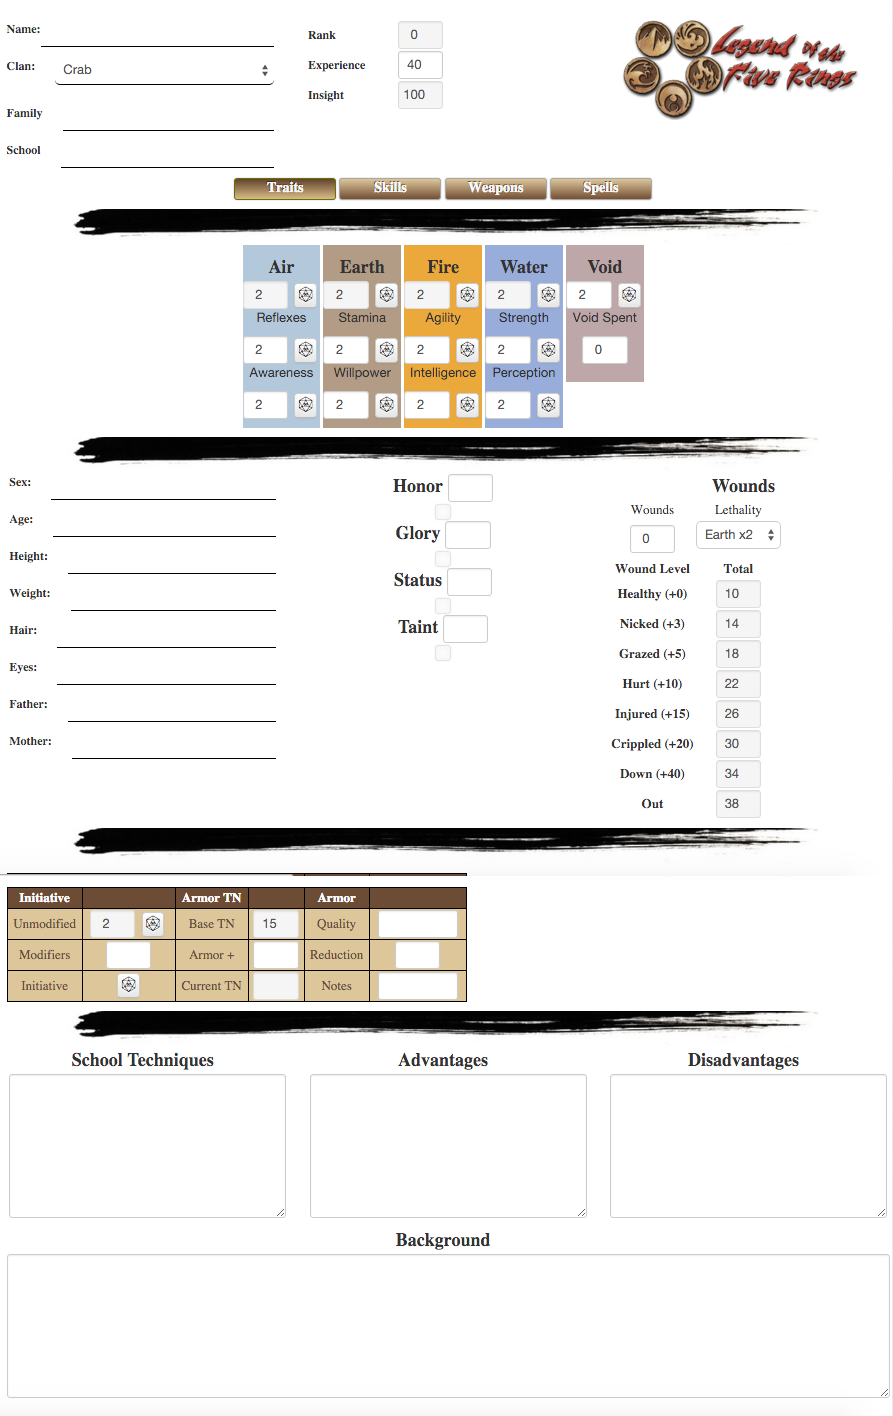 Name:
Rank 0
Legend of the
Five Rings
Clan: Crab
Experience 40
Insight 100
Family
School
Traits Skills Weapons Spells
Air Earth Fire Water Void
2 2 2 2 2
Reflexes Stamina Agility Strength Void Spent
2 2 2 2 0
Awareness Willpower Intelligence Perception
2 2 2 2
Sex:
Age:
Height:
Weight:
Hair:
Eyes:
Father:
Mother:
Honor
Glory
Status
Taint
Wounds
Wounds Lethality
0 Earth x2
Wound Level Total
Healthy (+0) 10
Nicked (+3) 14
Grazed (+5) 18
Hurt (+10) 22
Injured (+15) 26
Crippled (+20) 30
Down (+40) 34
Out 38
Initiative Armor TN Armor
Unmodified 2 Base TN 15 Quality
Modifiers Armor + Reduction
Initiative Current TN Notes
School Techniques Advantages Disadvantages
Background